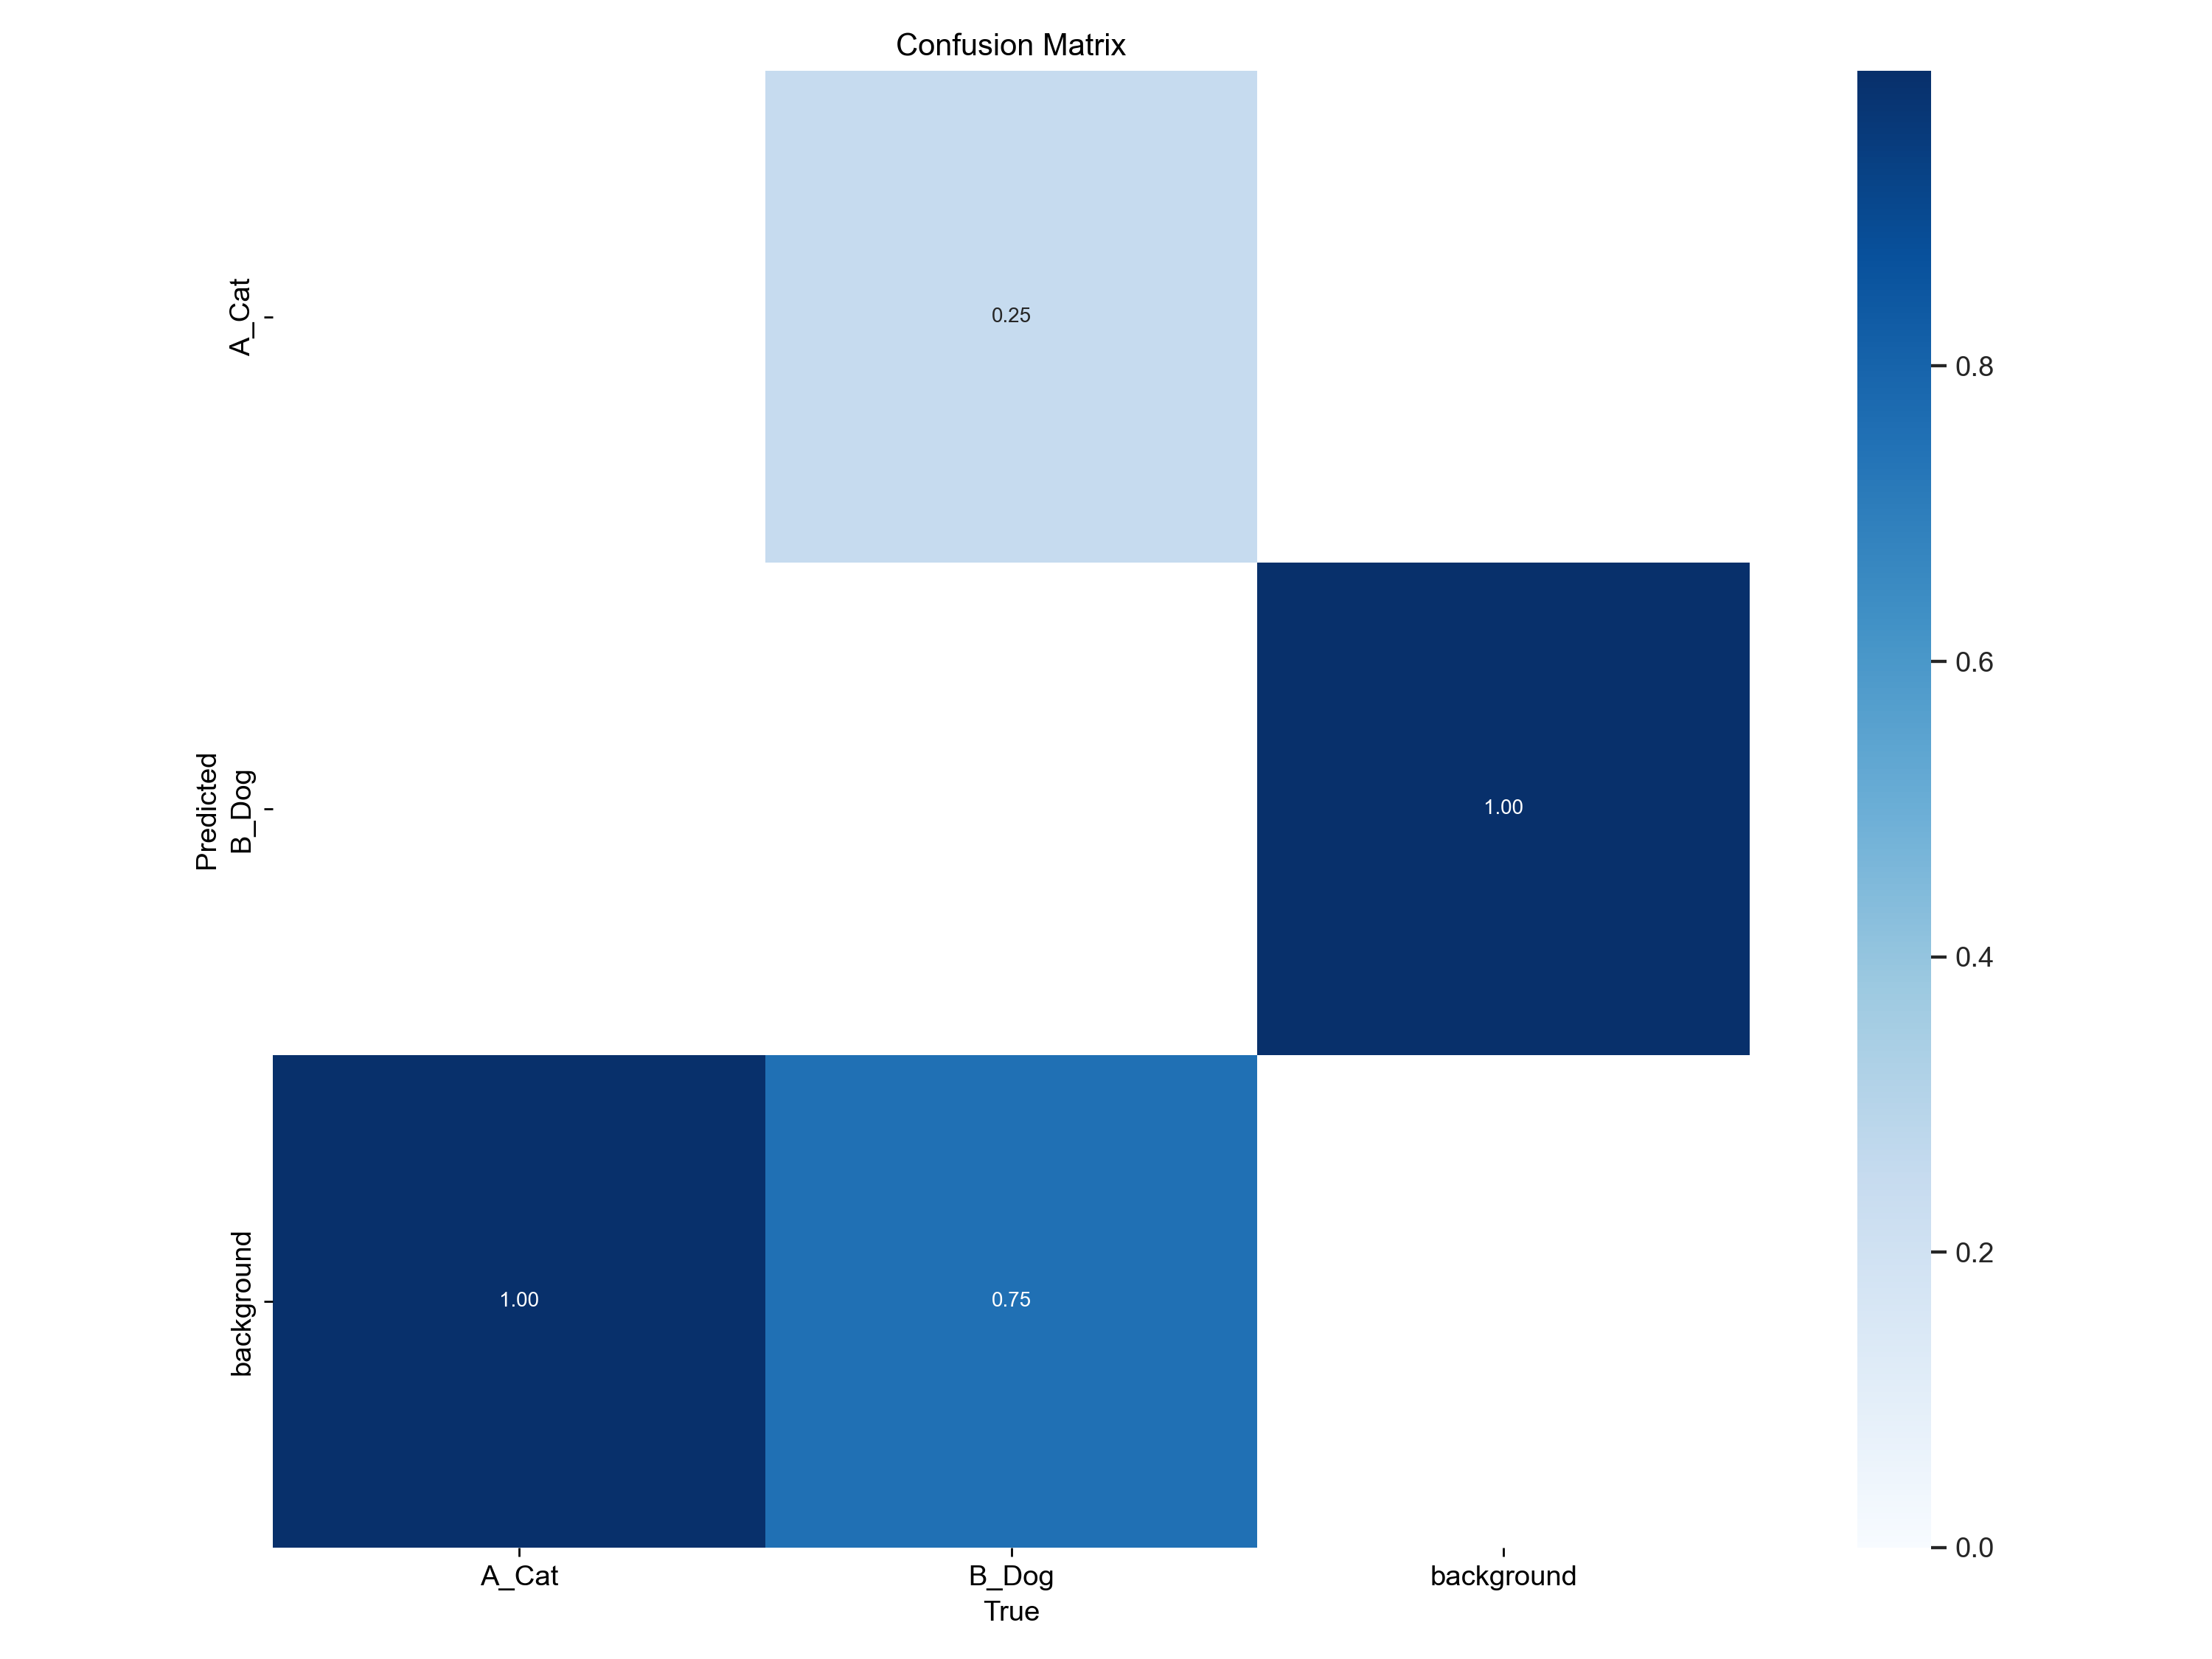 Confusion Matrix
Predicted
A_Cat
B_Dog
background
0.25
1.00
1.00
0.75
A_Cat
B_Dog
background
True
0.8
0.6
0.4
0.2
0.0